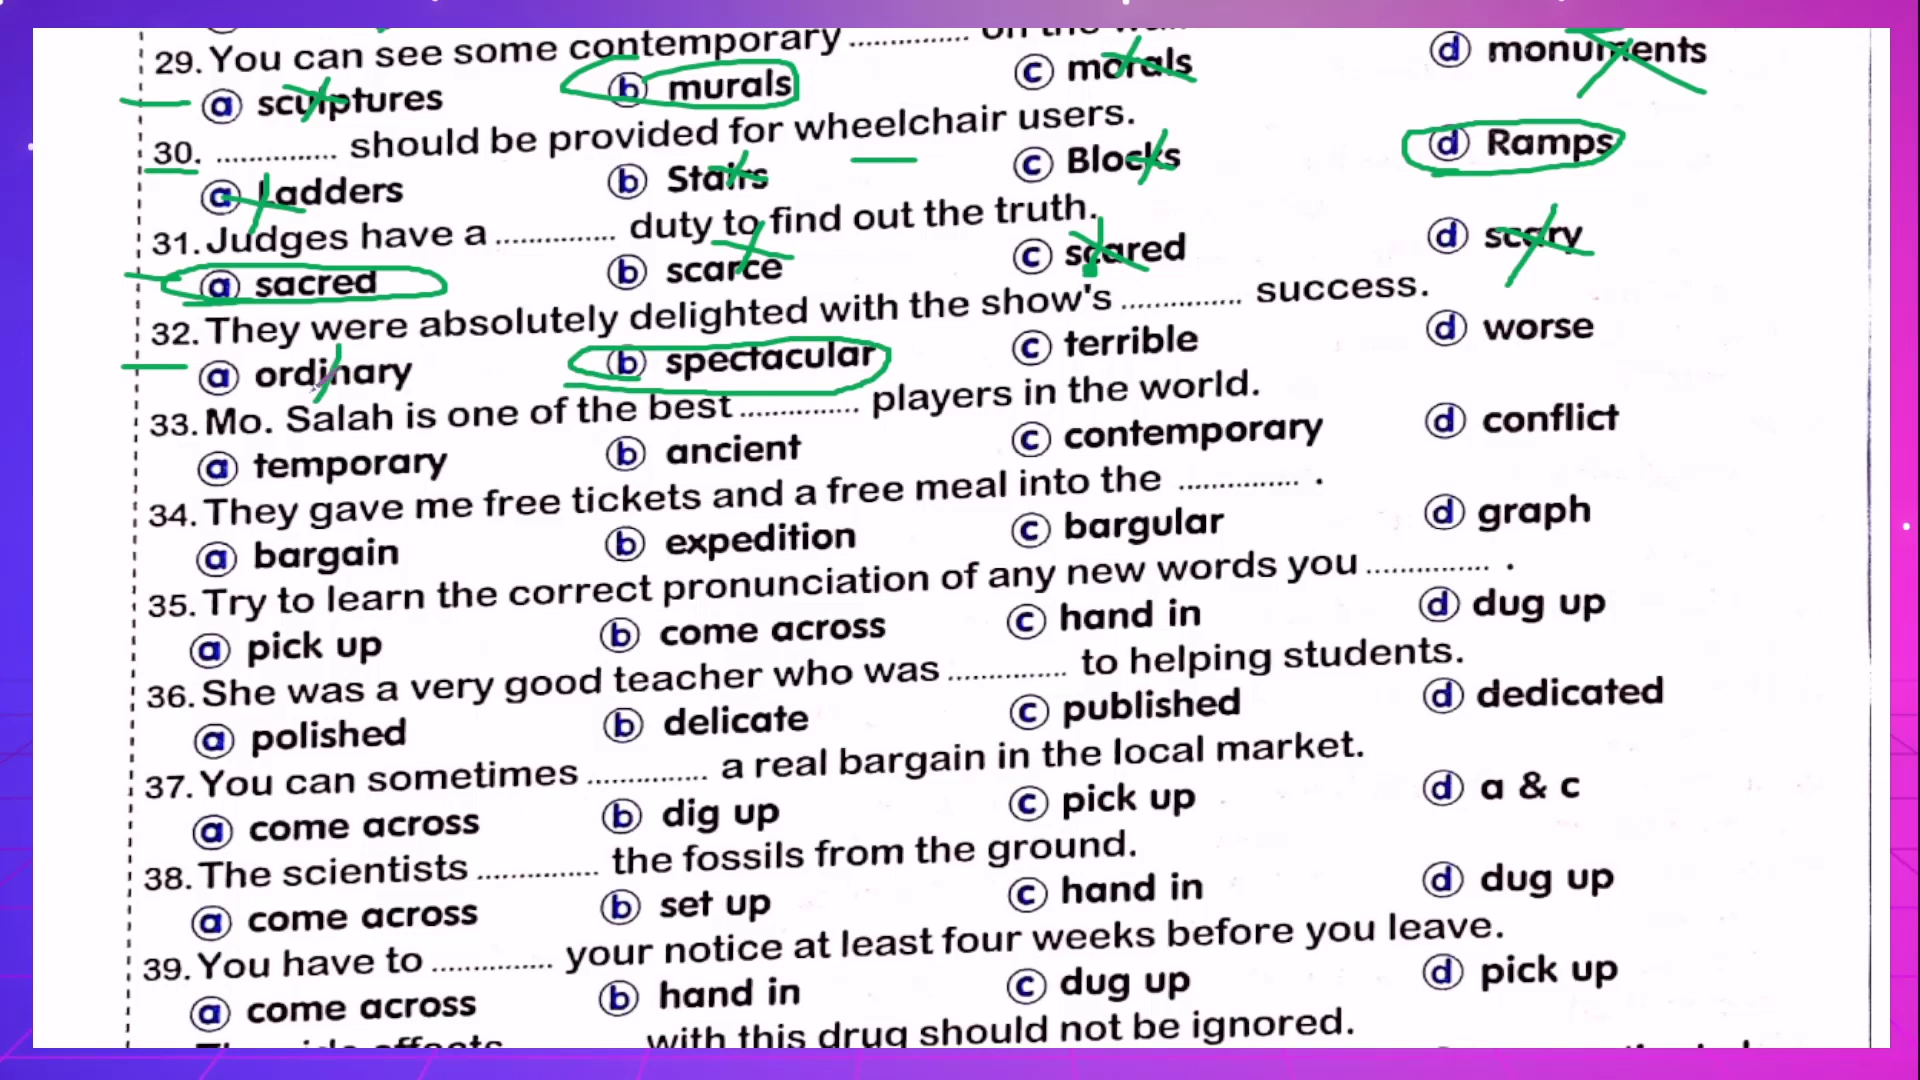 29. You can see some contemporary ..............
a sculptures b murals c morals d monuments
30. .............. should be provided for wheelchair users.
a Ladders b Stairs c Blocks d Ramps
31. Judges have a .............. duty to find out the truth.
a sacred b scarce c scared d scary
32. They were absolutely delighted with the show's .............. success.
a ordinary b spectacular c terrible d worse
33. Mo. Salah is one of the best .............. players in the world.
a temporary b ancient c contemporary d conflict
34. They gave me free tickets and a free meal into the .............. .
a bargain b expedition c bargular d graph
35. Try to learn the correct pronunciation of any new words you .............. .
a pick up b come across c hand in d dug up
36. She was a very good teacher who was .............. to helping students.
a polished b delicate c published d dedicated
37. You can sometimes .............. a real bargain in the local market.
a come across b dig up c pick up d a & c
38. The scientists .............. the fossils from the ground.
a come across b set up c hand in d dug up
39. You have to .............. your notice at least four weeks before you leave.
a come across b hand in c dug up d pick up
with this drug should not be ignored.